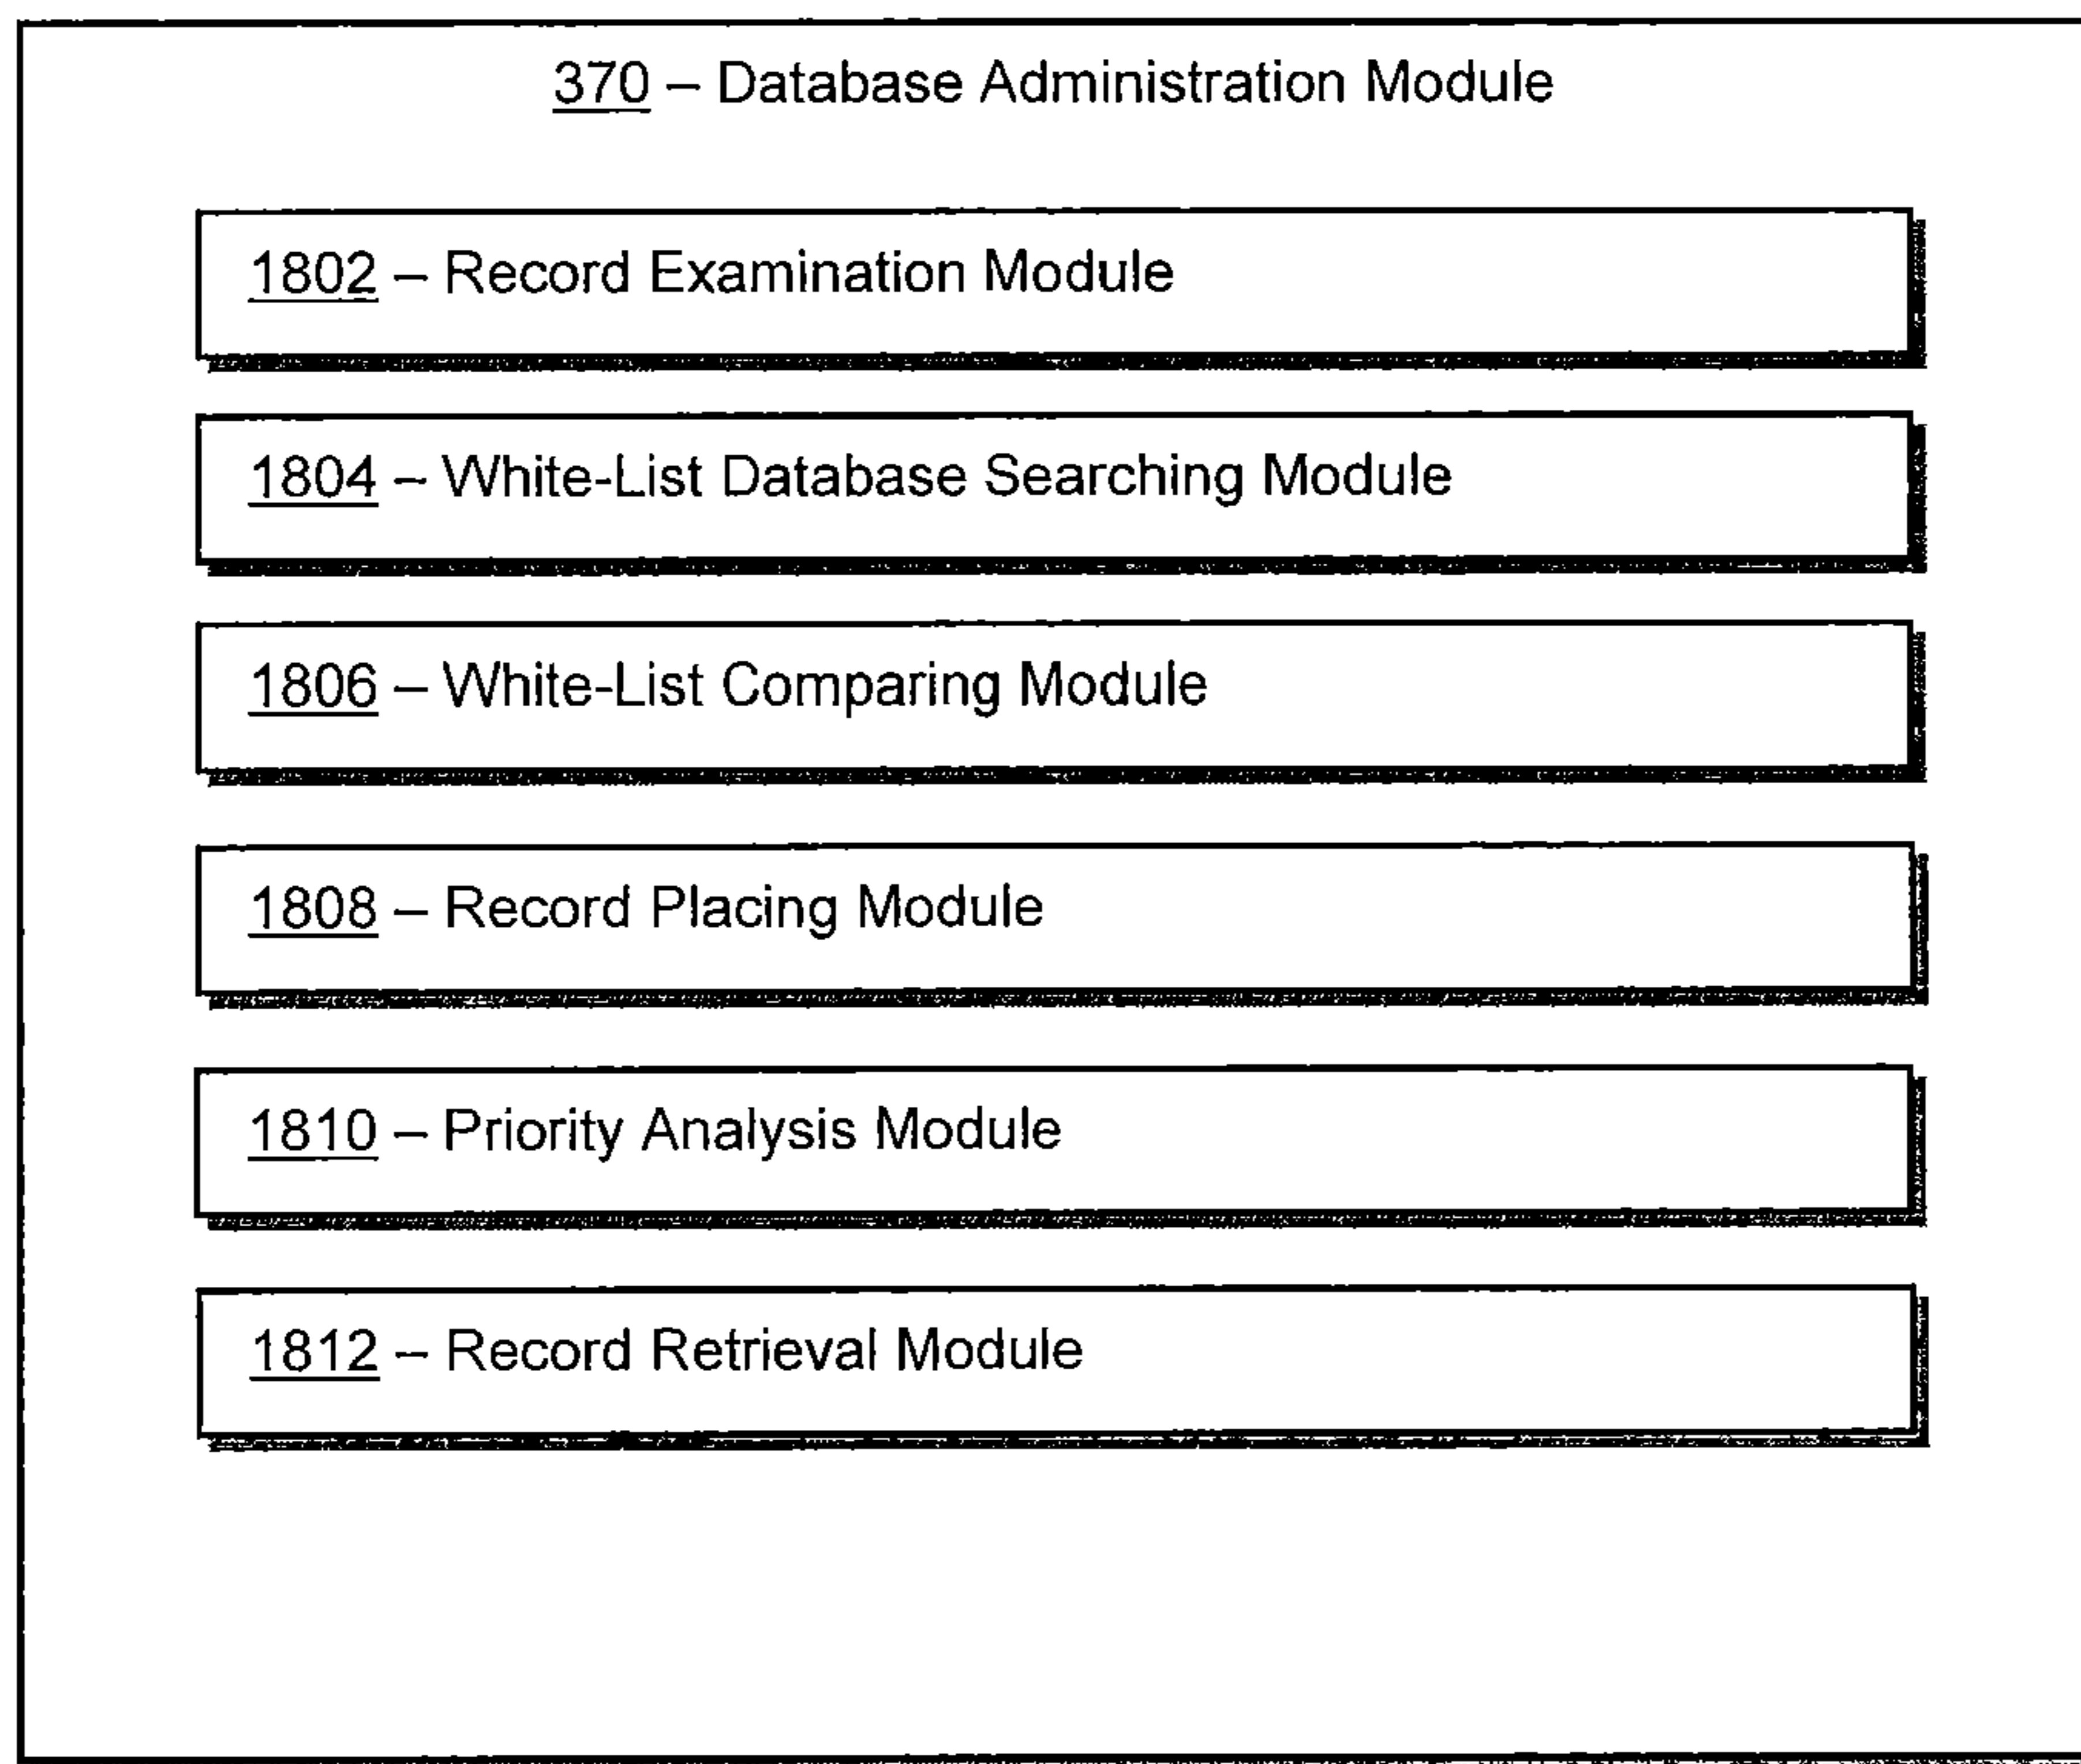 370 – Database Administration Module
1802 – Record Examination Module
1804 – White-List Database Searching Module
1806 – White-List Comparing Module
1808 – Record Placing Module
1810 – Priority Analysis Module
1812 – Record Retrieval Module